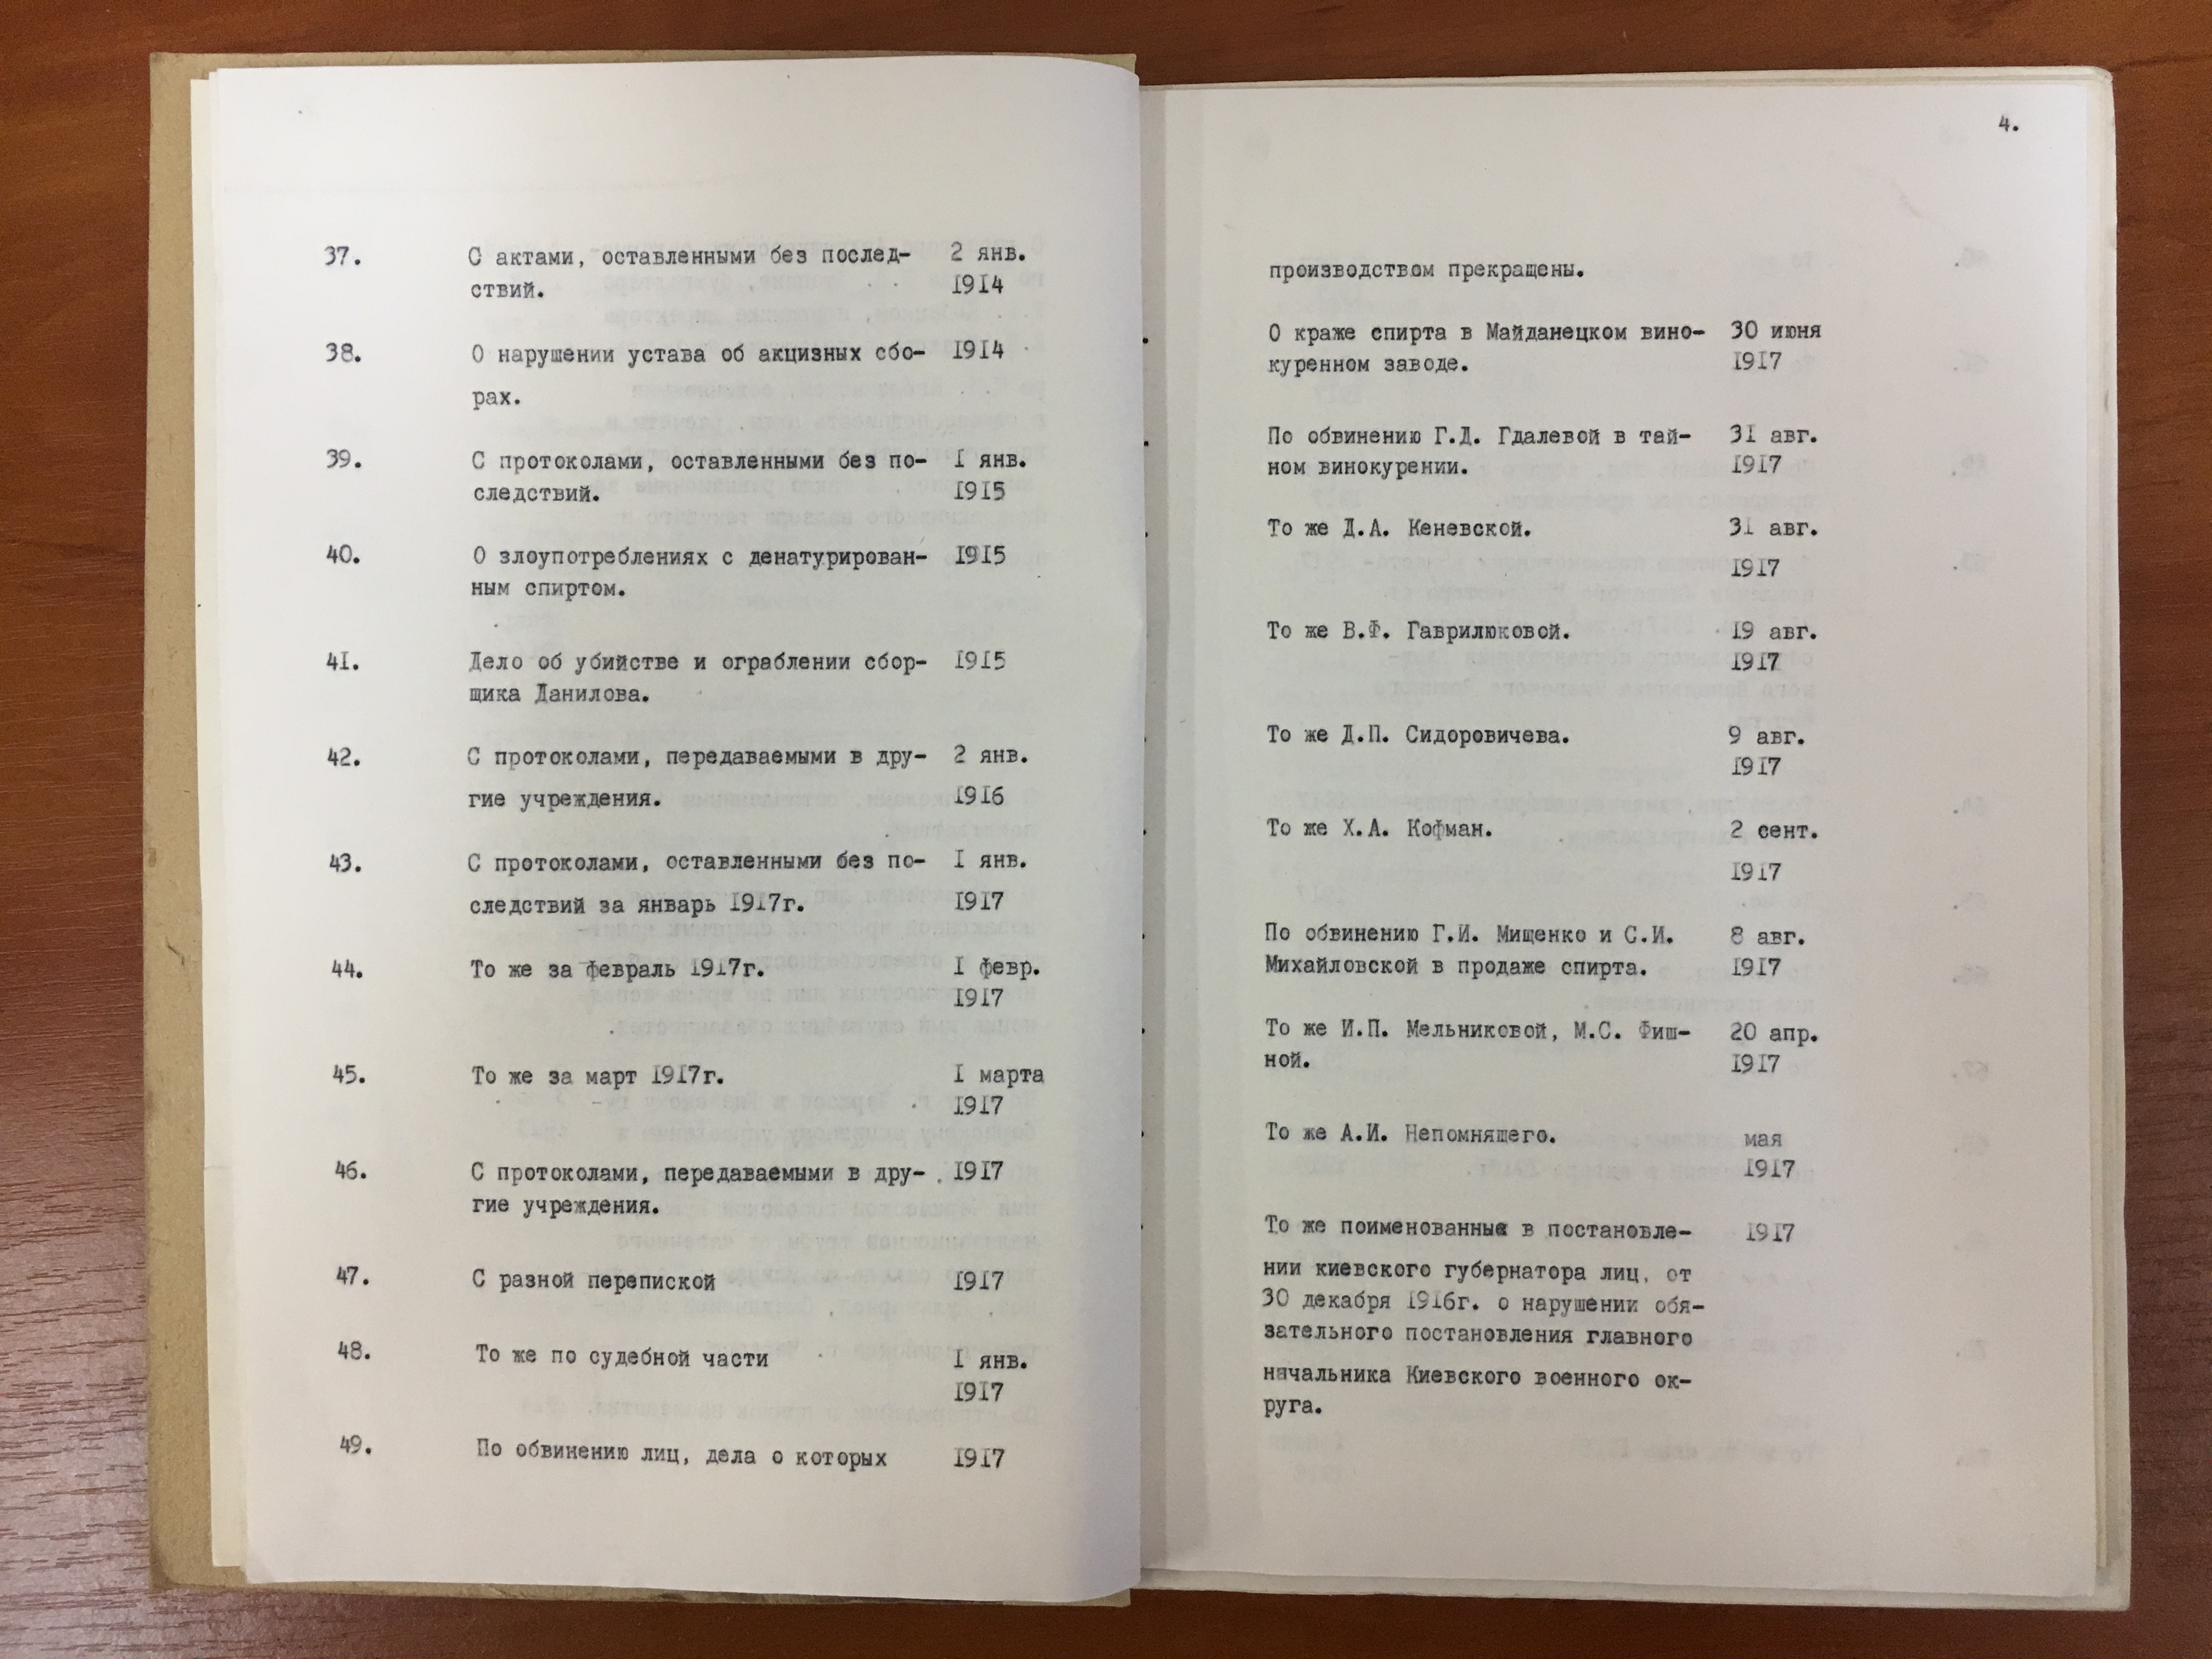 37. С актами, оставленными без послед- 2 янв.
ствий. 1914
38. О нарушении устава об акцизных сбо- 1914
рах.
39. С протоколами, оставленными без по- I янв.
следствий. 1915
40. О злоупотреблениях с денатурирован- 1915
ным спиртом.
41. Дело об убийстве и ограблении сбор- 1915
щика Данилова.
42. С протоколами, передаваемыми в дру- 2 янв.
гие учреждения. 1916
43. С протоколами, оставленными без по- I янв.
следствий за январь 1917г. 1917
44. То же за февраль 1917г. I февр.
1917
45. То же за март 1917г. I марта
1917
46. С протоколами, передаваемыми в дру- 1917
гие учреждения.
47. С разной перепиской 1917
48. То же по судебной части I янв.
1917
49. По обвинению лиц, дела о которых 1917
4.
производством прекращены.
О краже спирта в Майданецком вино- 30 июня
куренном заводе. 1917
По обвинению Г.Д. Гдалевой в тай- 31 авг.
ном винокурении. 1917
То же Д.А. Кеневской. 31 авг.
1917
То же В.Ф. Гаврилюковой. 19 авг.
1917
То же Д.П. Сидоровичева. 9 авг.
1917
То же Х.А. Кофман. 2 сент.
1917
По обвинению Г.И. Мищенко и С.И. 8 авг.
Михайловской в продаже спирта. 1917
То же И.П. Мельниковой, М.С. Фиш- 20 апр.
ной. 1917
То же А.И. Непомнящего. мая
1917
То же поименованных в постановле- 1917
нии киевского губернатора лиц, от
30 декабря 1916г. о нарушении обя-
зательного постановления главного
начальника Киевского военного ок-
руга.